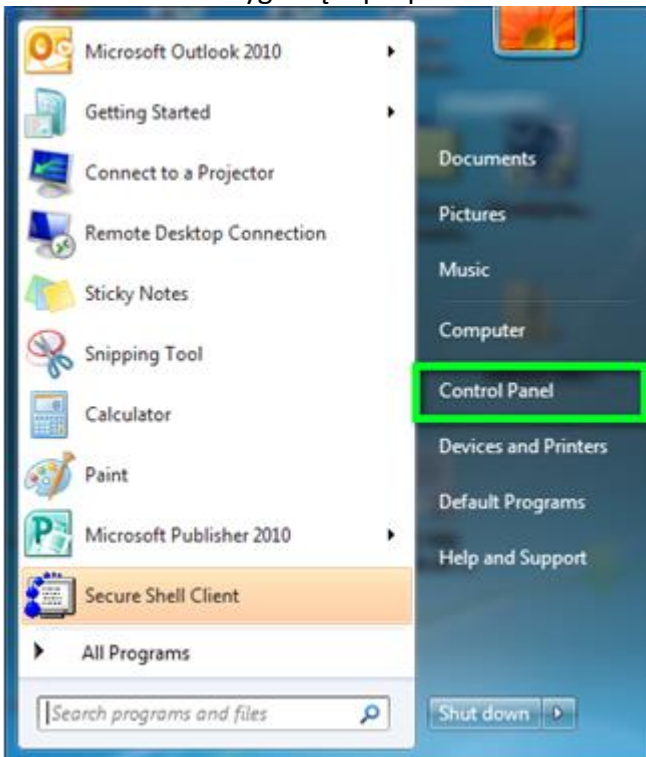 Microsoft Outlook 2010
Getting Started
Connect to a Projector
Remote Desktop Connection
Sticky Notes
Snipping Tool
Calculator
Paint
Microsoft Publisher 2010
Secure Shell Client
All Programs
Search programs and files
Documents
Pictures
Music
Computer
Control Panel
Devices and Printers
Default Programs
Help and Support
Shut down